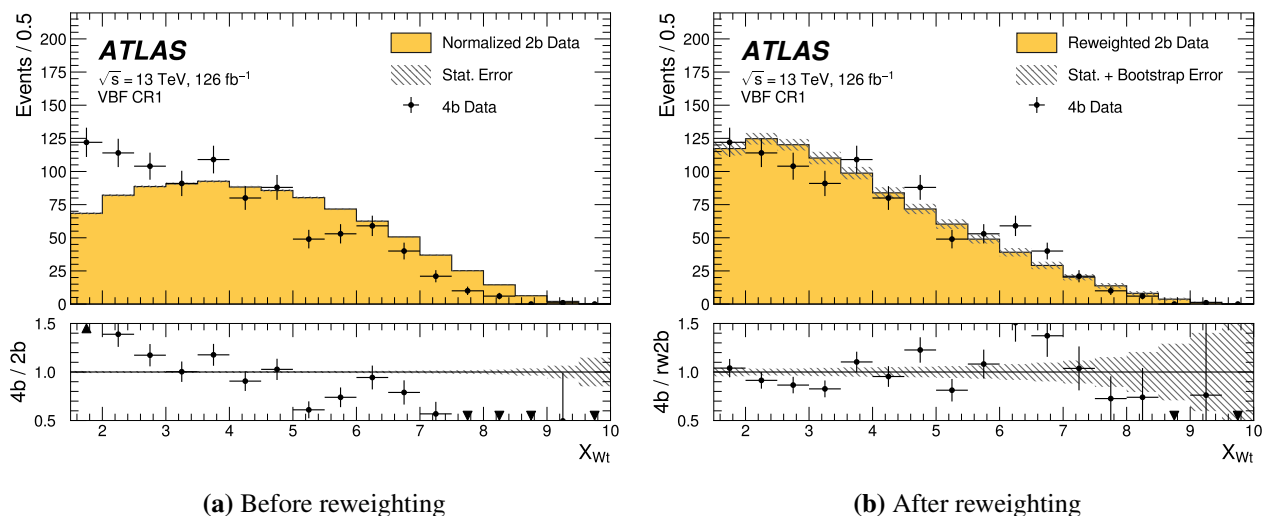 ATLAS
√s = 13 TeV, 126 fb⁻¹
VBF CR1
Normalized 2b Data
Stat. Error
4b Data
Events / 0.5
200
175
150
125
100
75
50
25
0
4b / 2b
1.5
1.0
0.5
2 3 4 5 6 7 8 9 10
X_Wt
(a) Before reweighting
ATLAS
√s = 13 TeV, 126 fb⁻¹
VBF CR1
Reweighted 2b Data
Stat. + Bootstrap Error
4b Data
Events / 0.5
200
175
150
125
100
75
50
25
0
4b / rw2b
1.5
1.0
0.5
2 3 4 5 6 7 8 9 10
X_Wt
(b) After reweighting